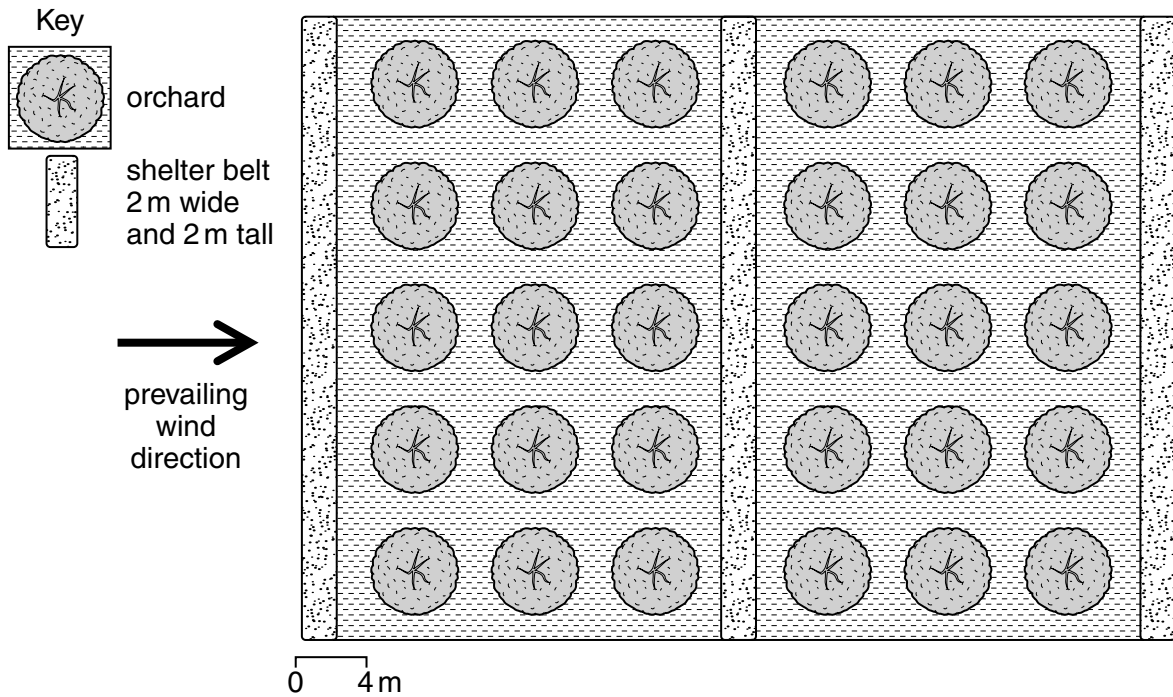 Key
orchard
shelter belt
2 m wide
and 2 m tall
prevailing
wind
direction
0 4 m